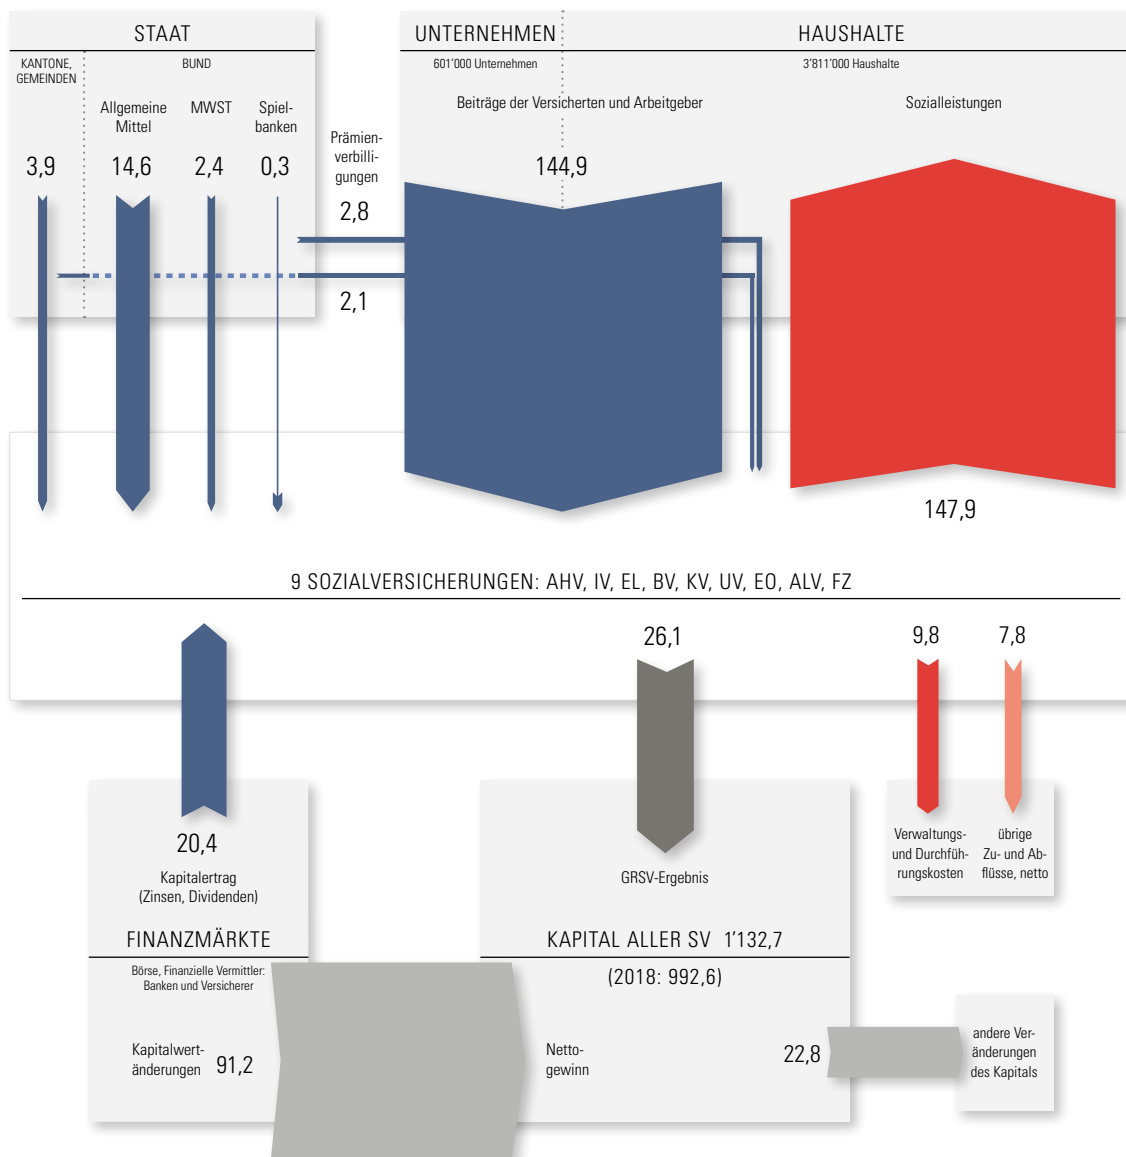 STAAT
KANTONE,
GEMEINDEN
BUND
Allgemeine
Mittel
MWST
Spiel-
banken
3,9
14,6
2,4
0,3
Prämien-
verbilli-
gungen
2,8
2,1
UNTERNEHMEN
HAUSHALTE
601'000 Unternehmen
3'811'000 Haushalte
Beiträge der Versicherten und Arbeitgeber
Sozialleistungen
144,9
147,9
9 SOZIALVERSICHERUNGEN: AHV, IV, EL, BV, KV, UV, EO, ALV, FZ
26,1
9,8
7,8
20,4
Kapitalertrag
(Zinsen, Dividenden)
GRSV-Ergebnis
Verwaltungs-
und Durchfüh-
rungskosten
übrige
Zu- und Ab-
flüsse, netto
FINANZMÄRKTE
Börse, Finanzielle Vermittler:
Banken und Versicherer
KAPITAL ALLER SV 1'132,7
(2018: 992,6)
Kapitalwert-
änderungen
91,2
Netto-
gewinn
22,8
andere Ver-
änderungen
des Kapitals